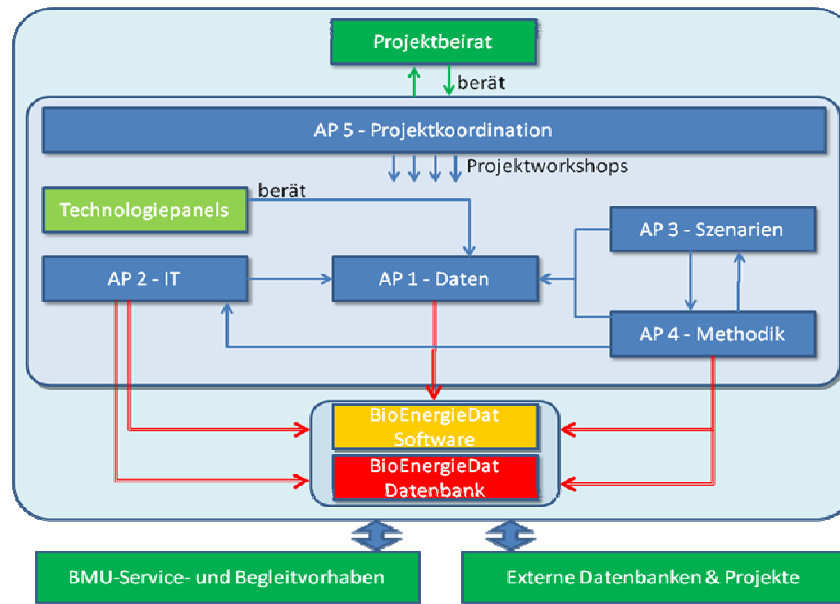 Projektbeirat
berät
AP 5 - Projektkoordination
Projektworkshops
berät
Technologiepanels
AP 3 - Szenarien
AP 2 - IT
AP 1 - Daten
AP 4 - Methodik
BioEnergieDat
Software
BioEnergieDat
Datenbank
BMU-Service- und Begleitvorhaben
Externe Datenbanken & Projekte